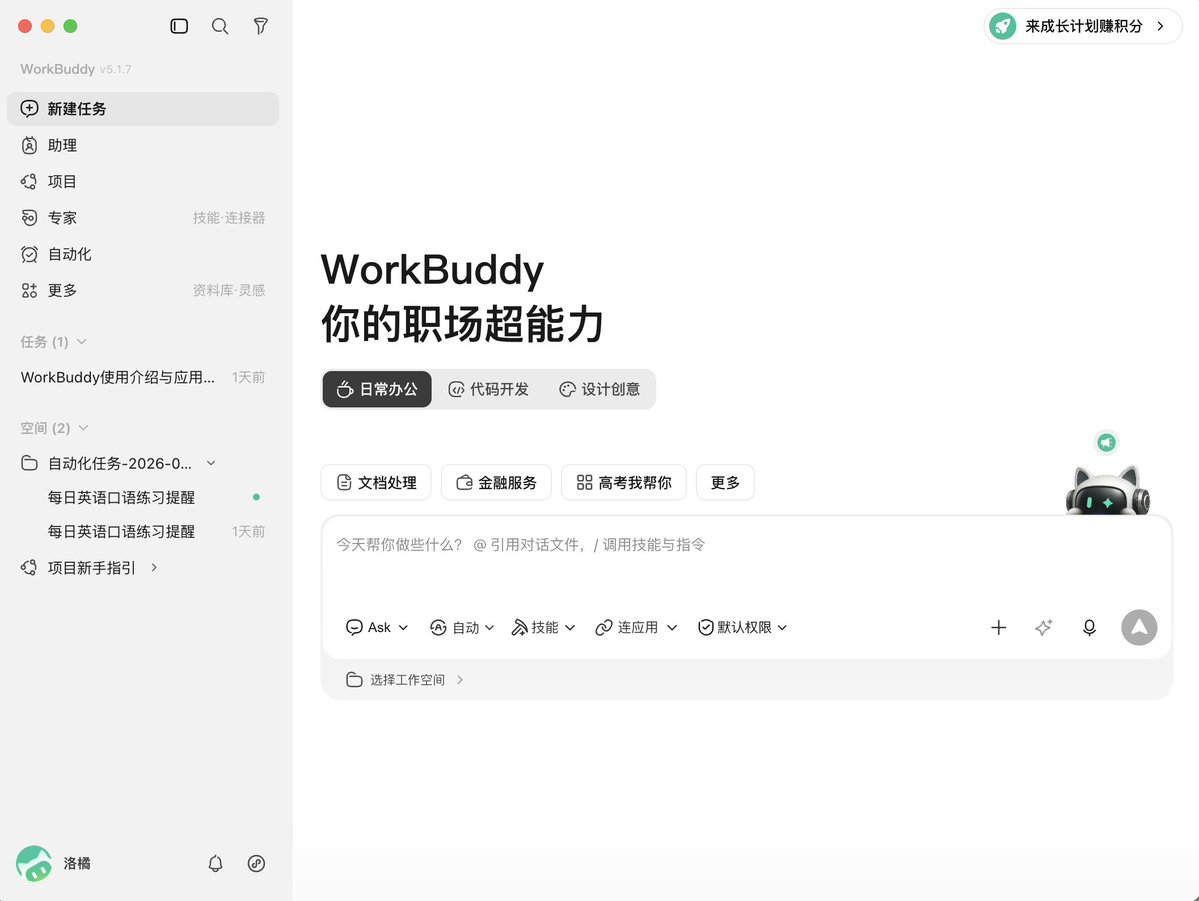 来成长计划赚积分
WorkBuddy v5.1.7
新建任务
助理
项目
专家 技能·连接器
自动化
更多 资料库·灵感
任务 (1)
WorkBuddy使用介绍与应用... 1天前
空间 (2)
自动化任务-2026-0...
每日英语口语练习提醒
每日英语口语练习提醒 1天前
项目新手指引
洛橘
WorkBuddy
你的职场超能力
日常办公 代码开发 设计创意
文档处理 金融服务 高考我帮你 更多
今天帮你做些什么？ @ 引用对话文件，/ 调用技能与指令
Ask 自动 技能 连应用 默认权限
选择工作空间